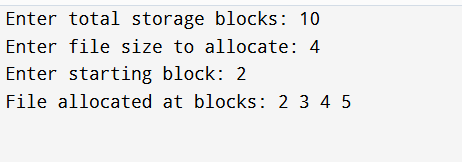 Enter total storage blocks: 10
Enter file size to allocate: 4
Enter starting block: 2
File allocated at blocks: 2 3 4 5